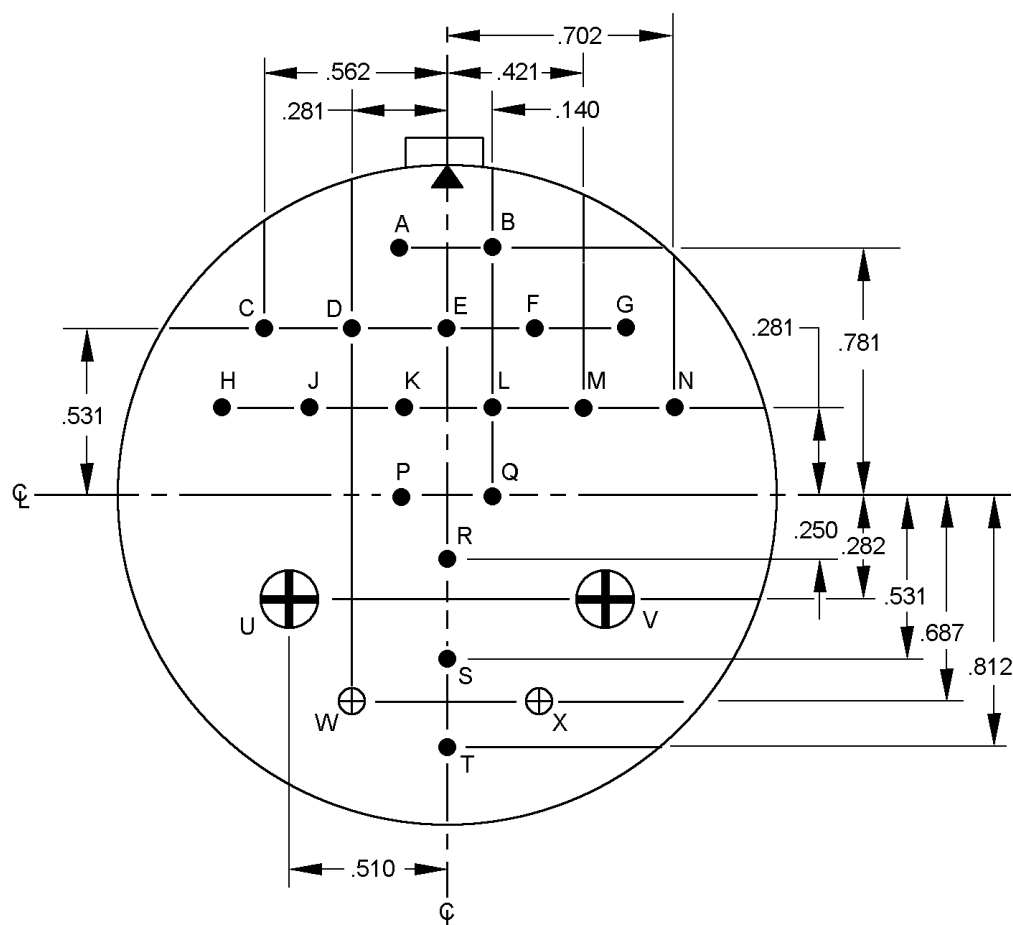 .702
.562
.421
.281
.140
A
B
C
D
E
F
G
.281
.781
H
J
K
L
M
N
.531
P
Q
℄
R
.250
.282
.531
U
V
.687
S
.812
W
X
T
.510
℄